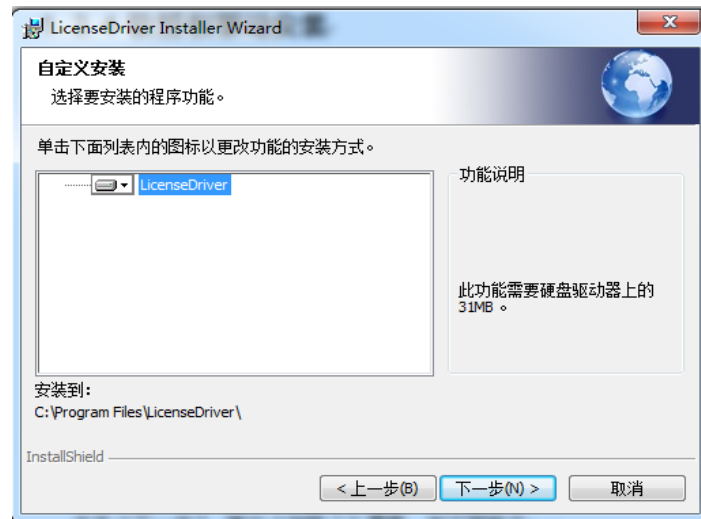 LicenseDriver Installer Wizard
自定义安装
选择要安装的程序功能。
单击下面列表内的图标以更改功能的安装方式。
LicenseDriver
功能说明
此功能需要硬盘驱动器上的
31MB。
安装到:
C:\Program Files\LicenseDriver\
InstallShield
<上一步(B)
下一步(N) >
取消